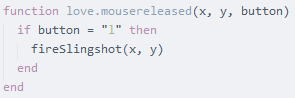 function love.mousereleased(x, y, button)
  if button = "l" then
    fireSlingshot(x, y)
  end
end